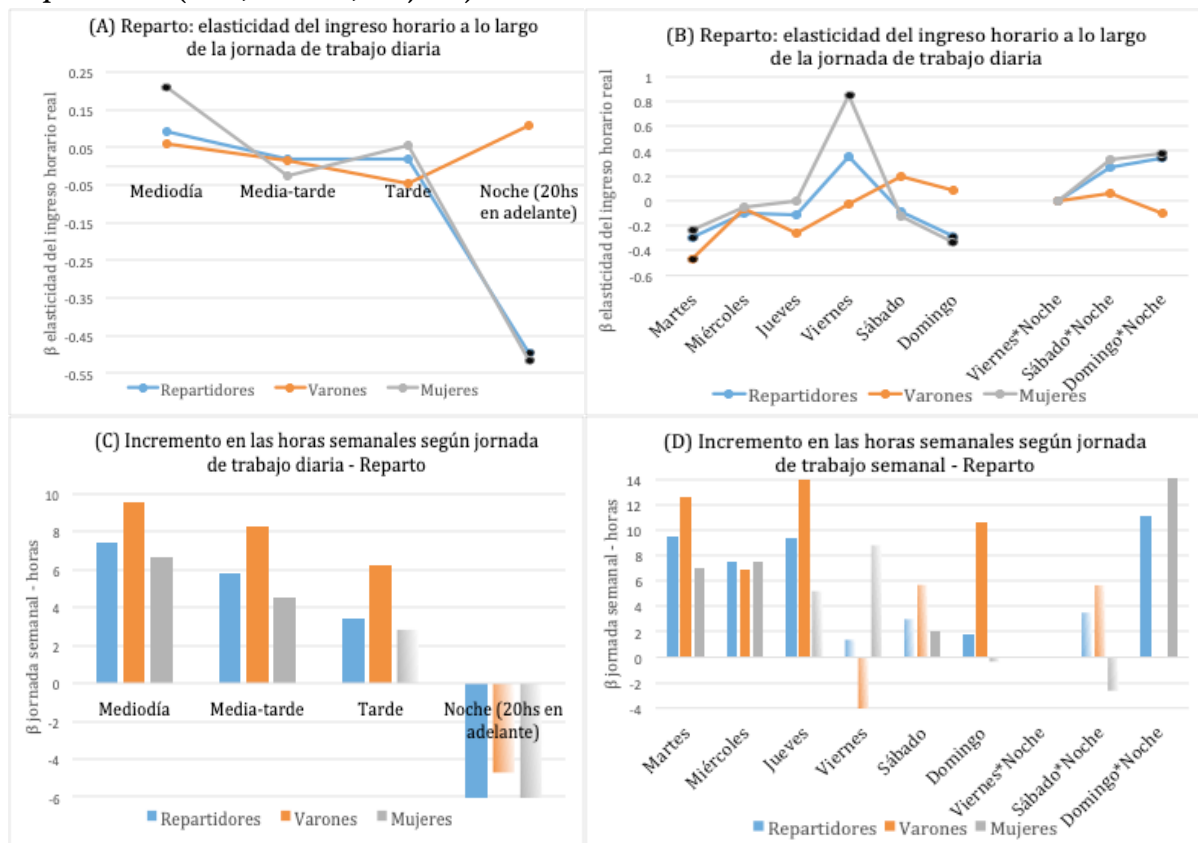 (A) Reparto: elasticidad del ingreso horario a lo largo
de la jornada de trabajo diaria
β elasticidad del ingreso horario real
0.25
0.15
0.05
-0.05
-0.15
-0.25
-0.35
-0.45
-0.55
Mediodía
Media-tarde
Tarde
Noche (20hs
en adelante)
Repartidores
Varones
Mujeres
(B) Reparto: elasticidad del ingreso horario a lo largo
de la jornada de trabajo diaria
β elasticidad del ingreso horario real
1
0.8
0.6
0.4
0.2
0
-0.2
-0.4
-0.6
Martes
Miércoles
Jueves
Viernes
Sábado
Domingo
Viernes*Noche
Sábado*Noche
Domingo*Noche
Repartidores
Varones
Mujeres
(C) Incremento en las horas semanales según jornada
de trabajo diaria - Reparto
β jornada semanal - horas
10
8
6
4
2
0
-2
-4
-6
Mediodía
Media-tarde
Tarde
Noche (20hs en
adelante)
Repartidores
Varones
Mujeres
(D) Incremento en las horas semanales según jornada
de trabajo semanal - Reparto
β jornada semanal - horas
14
12
10
8
6
4
2
0
-2
-4
Martes
Miércoles
Jueves
Viernes
Sábado
Domingo
Viernes*Noche
Sábado*Noche
Domingo*Noche
Repartidores
Varones
Mujeres